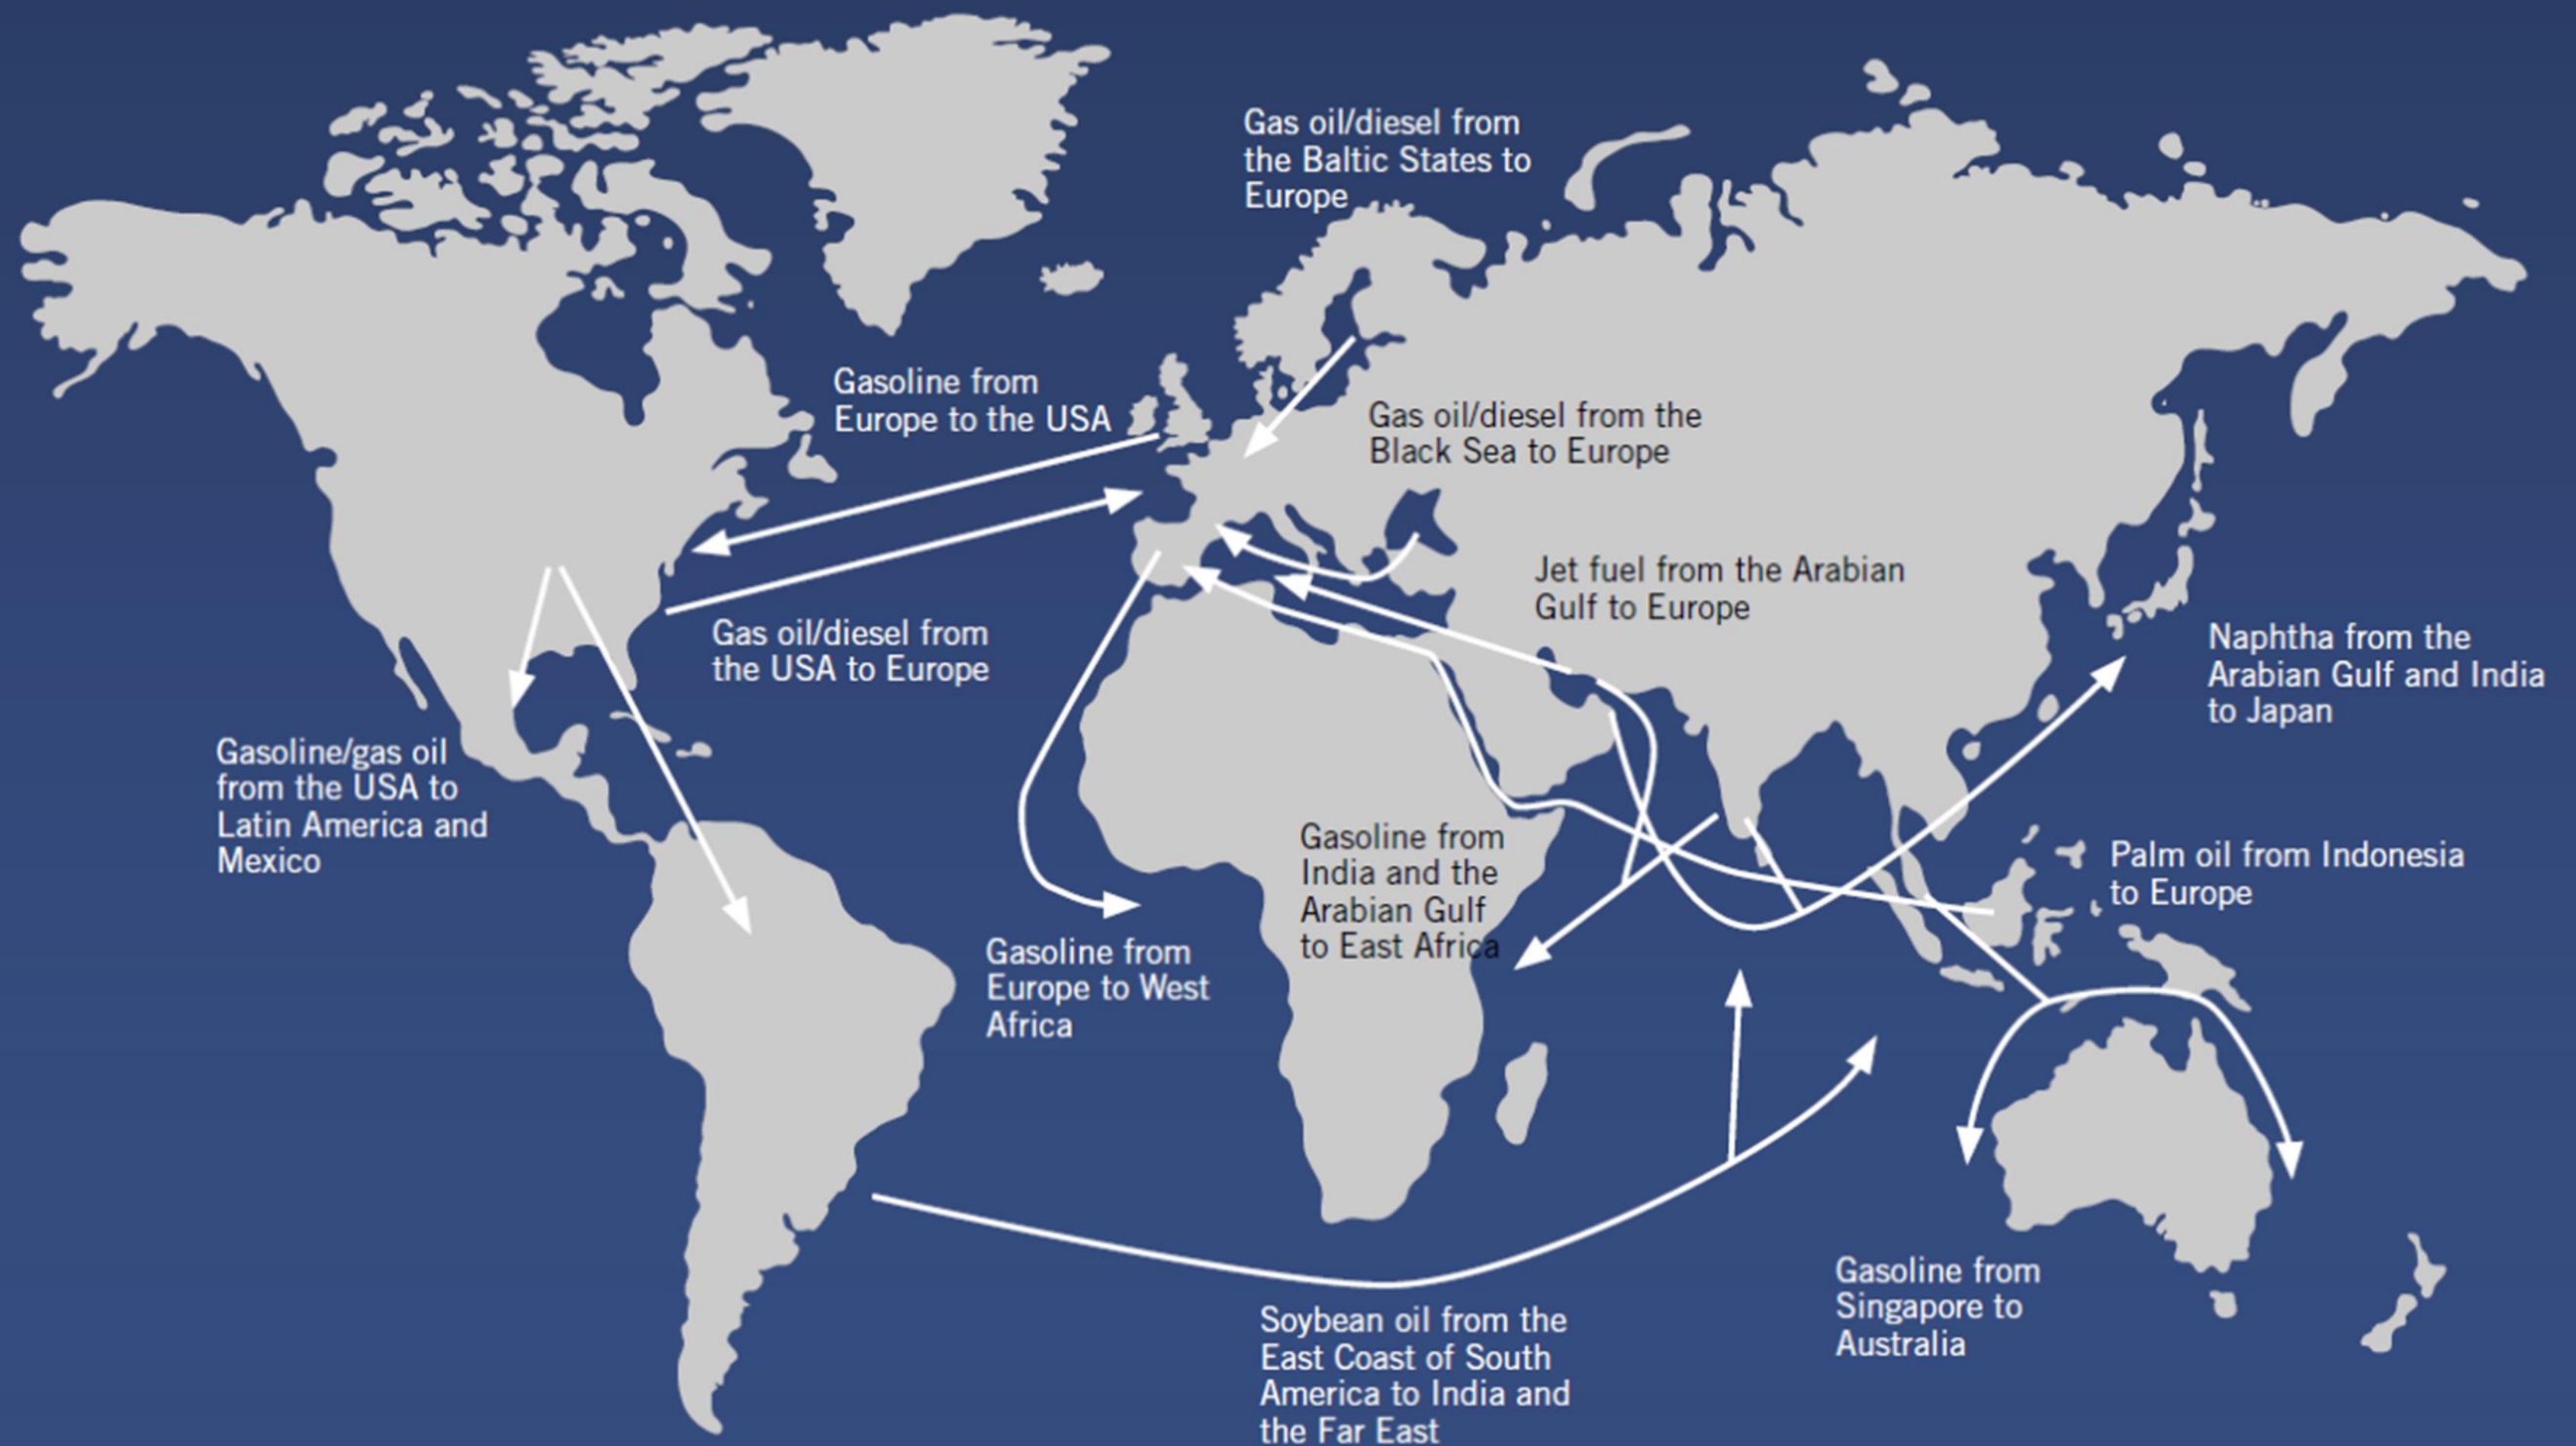 Gas oil/diesel from
the Baltic States to
Europe
Gasoline from
Europe to the USA
Gas oil/diesel from the
Black Sea to Europe
Jet fuel from the Arabian
Gulf to Europe
Gas oil/diesel from
the USA to Europe
Naphtha from the
Arabian Gulf and India
to Japan
Gasoline/gas oil
from the USA to
Latin America and
Mexico
Gasoline from
India and the
Arabian Gulf
to East Africa
Palm oil from Indonesia
to Europe
Gasoline from
Europe to West
Africa
Gasoline from
Singapore to
Australia
Soybean oil from the
East Coast of South
America to India and
the Far East